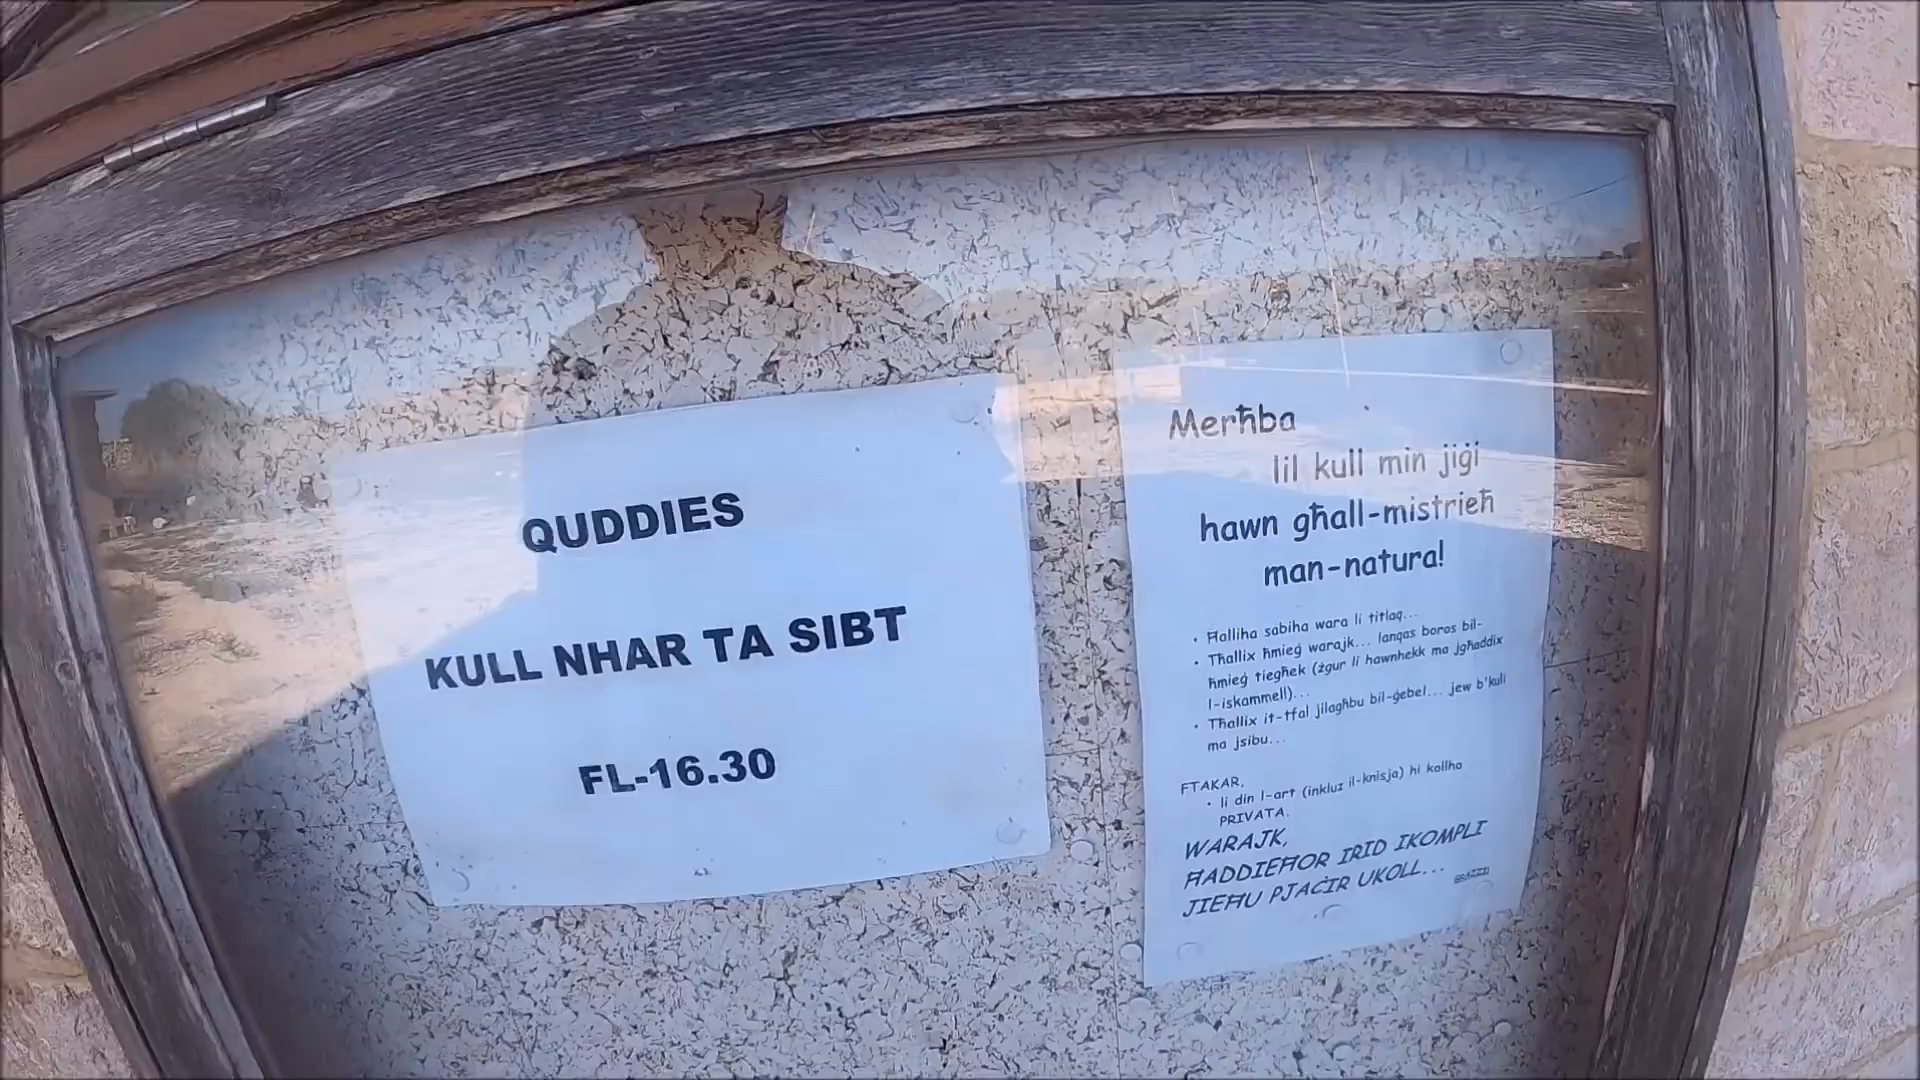 QUDDIES
KULL NHAR TA SIBT
FL-16.30
Merħba
lil kull min jiġi
hawn għall-mistrieħ
man-natura!
• Ħalliha sabiha wara li titlaq...
• Tħallix ħmieġ warajk... lanqas boros bil-
ħmieġ tiegħek (żgur li hawnhekk ma jgħaddix
l-iskammell)...
• Tħallix it-tfal jilagħbu bil-ġebel... jew b'kull
ma jsibu...
FTAKAR,
• li din l-art (inkluż il-knisja) hi kollha
PRIVATA.
WARAJK,
ĦADDIEĦOR IRID IKOMPLI
JIEĦU PJAĊIR UKOLL...
GRAZZI